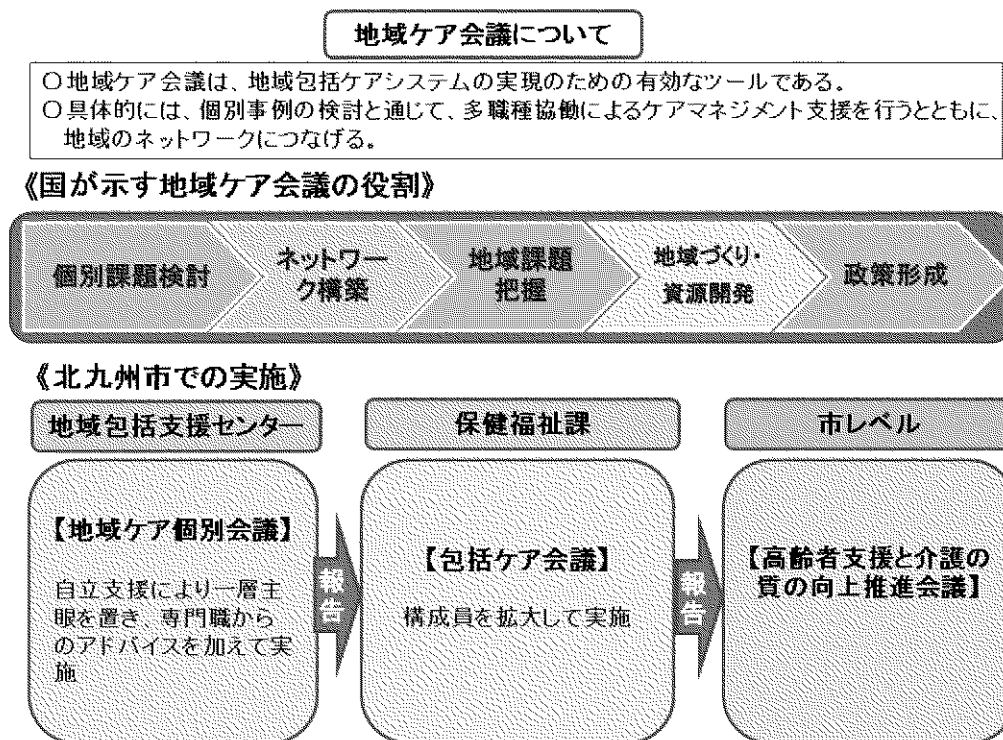 地域ケア会議について
〇地域ケア会議は、地域包括ケアシステムの実現のための有効なツールである。
〇具体的には、個別事例の検討と通じて、多職種協働によるケアマネジメント支援を行うとともに、
地域のネットワークにつなげる。
《国が示す地域ケア会議の役割》
個別課題検討
ネットワー
ク構築
地域課題
把握
地域づくり・
資源開発
政策形成
《北九州市での実施》
地域包括支援センター
保健福祉課
市レベル
【地域ケア個別会議】
自立支援により一層主
眼を置き、専門職から
のアドバイスを加えて実
施
報告
【包括ケア会議】
構成員を拡大して実施
報告
【高齢者支援と介護の
質の向上推進会議】